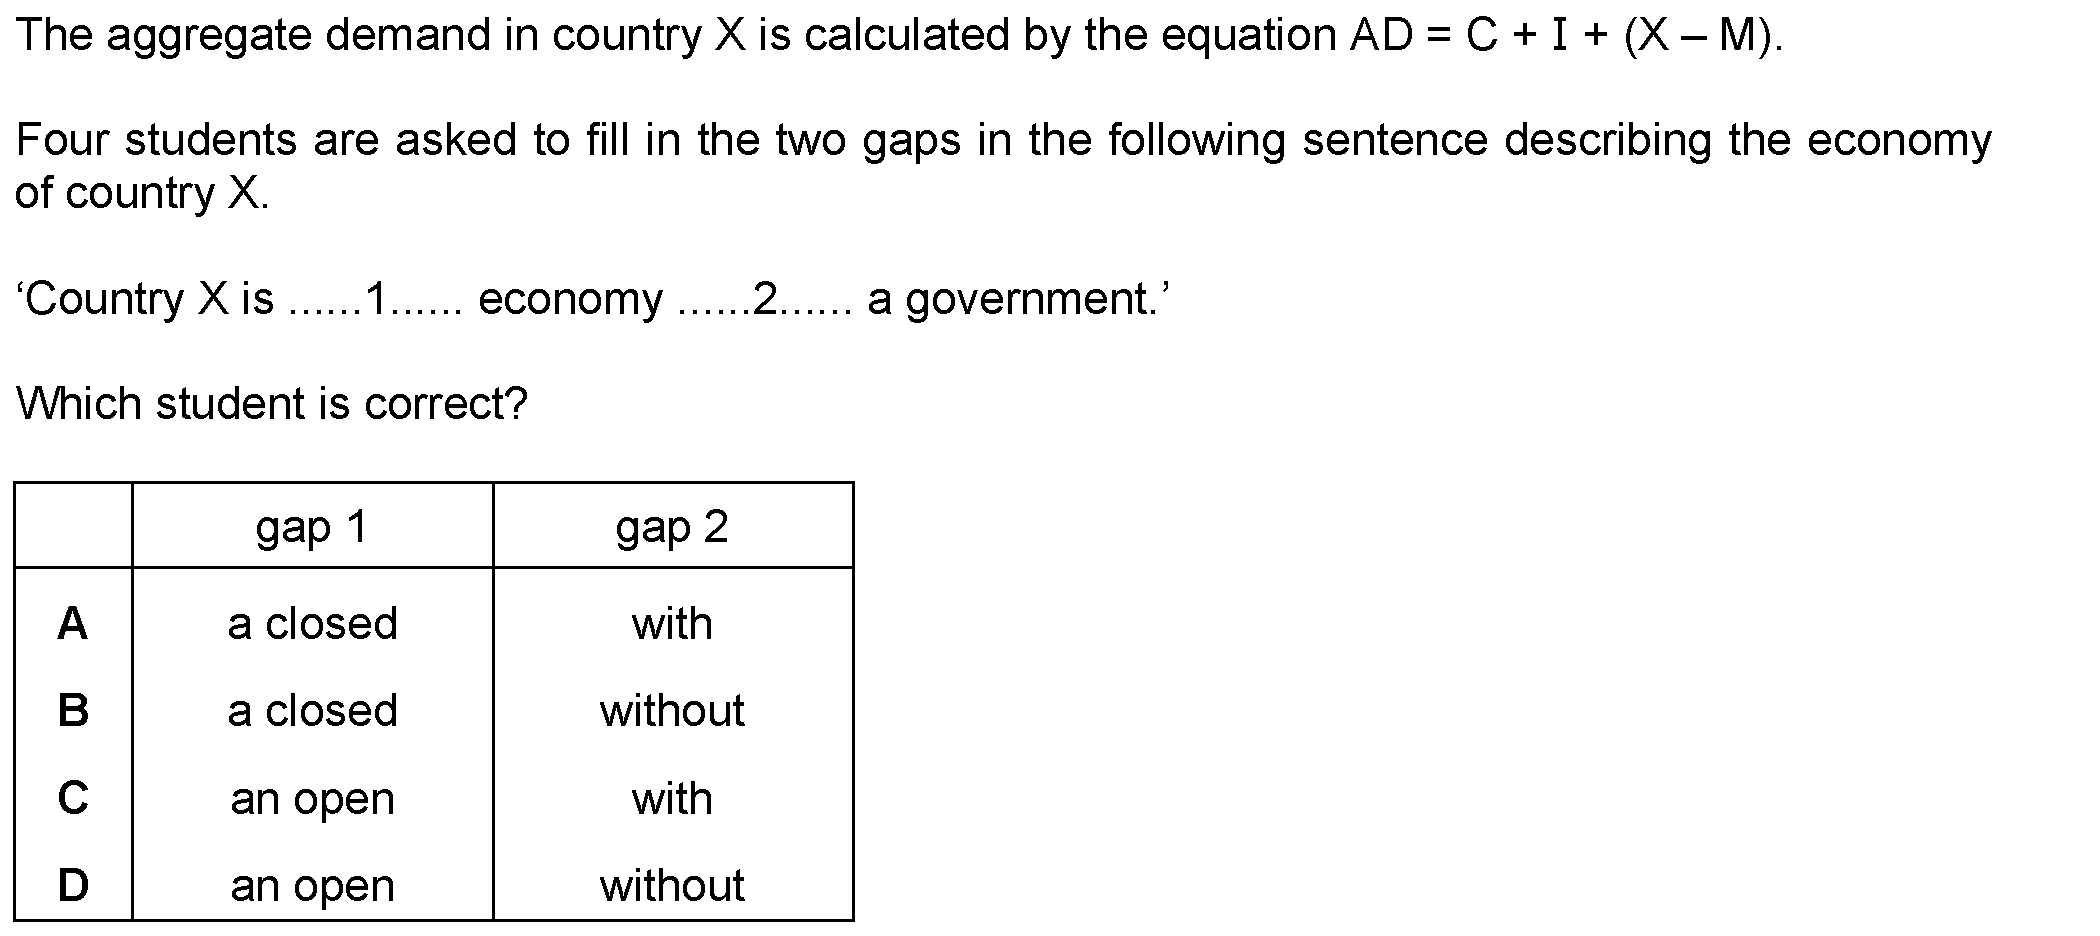 The aggregate demand in country X is calculated by the equation AD = C + I + (X – M).
Four students are asked to fill in the two gaps in the following sentence describing the economy
of country X.
‘Country X is ......1...... economy ......2...... a government.’
Which student is correct?
gap 1 gap 2
A a closed with
B a closed without
C an open with
D an open without